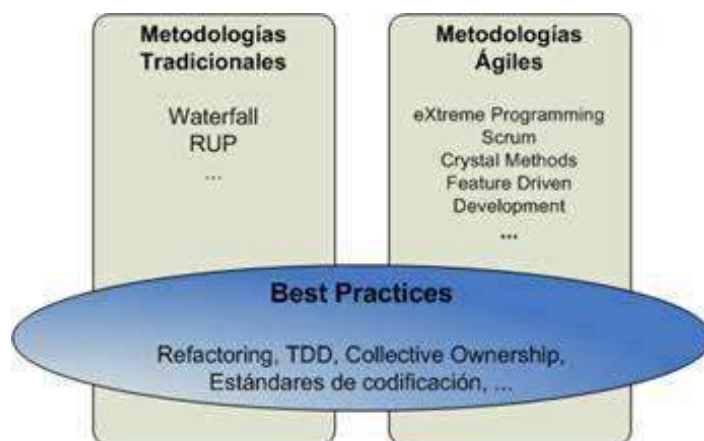 Metodologías
Tradicionales
Waterfall
RUP
...
Metodologías
Ágiles
eXtreme Programming
Scrum
Crystal Methods
Feature Driven
Development
...
Best Practices
Refactoring, TDD, Collective Ownership,
Estándares de codificación, ...